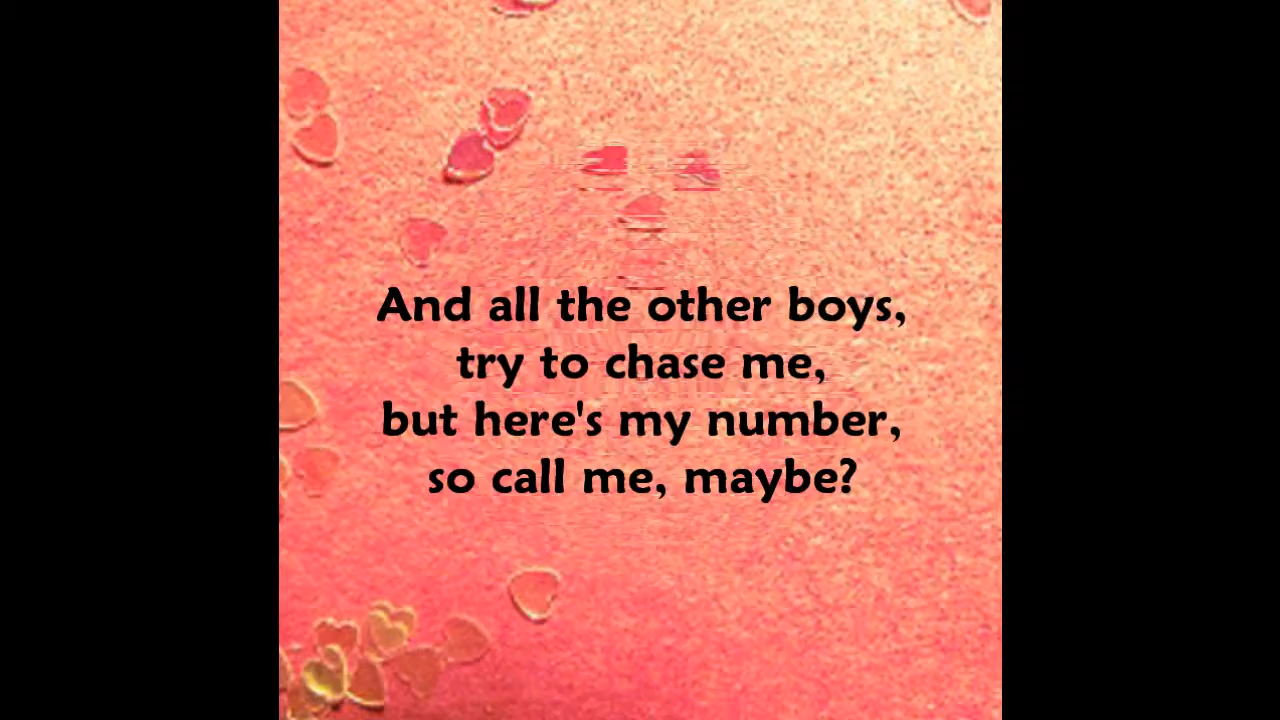 And all the other boys,
try to chase me,
but here's my number,
so call me, maybe?